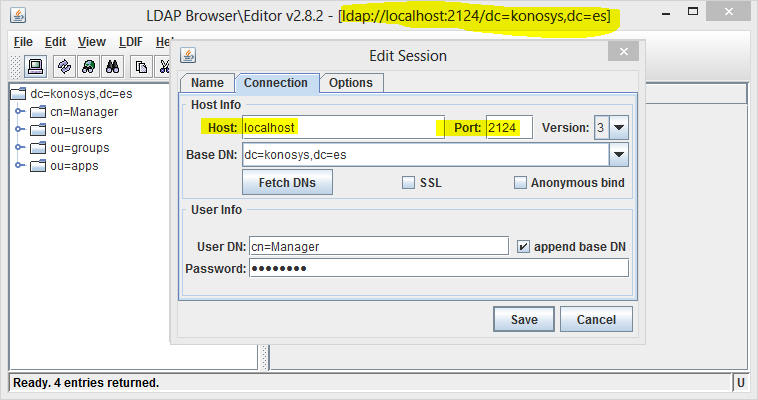 LDAP Browser\Editor v2.8.2 - [ldap://localhost:2124/dc=konosys,dc=es]
File Edit View LDIF Hel
Edit Session
Name Connection Options
dc=konosys,dc=es
cn=Manager
ou=users
ou=groups
ou=apps
Host Info
Host: localhost Port: 2124 Version: 3
Base DN: dc=konosys,dc=es
Fetch DNs SSL Anonymous bind
User Info
User DN: cn=Manager append base DN
Password: ●●●●●●●●
Save Cancel
Ready. 4 entries returned. U